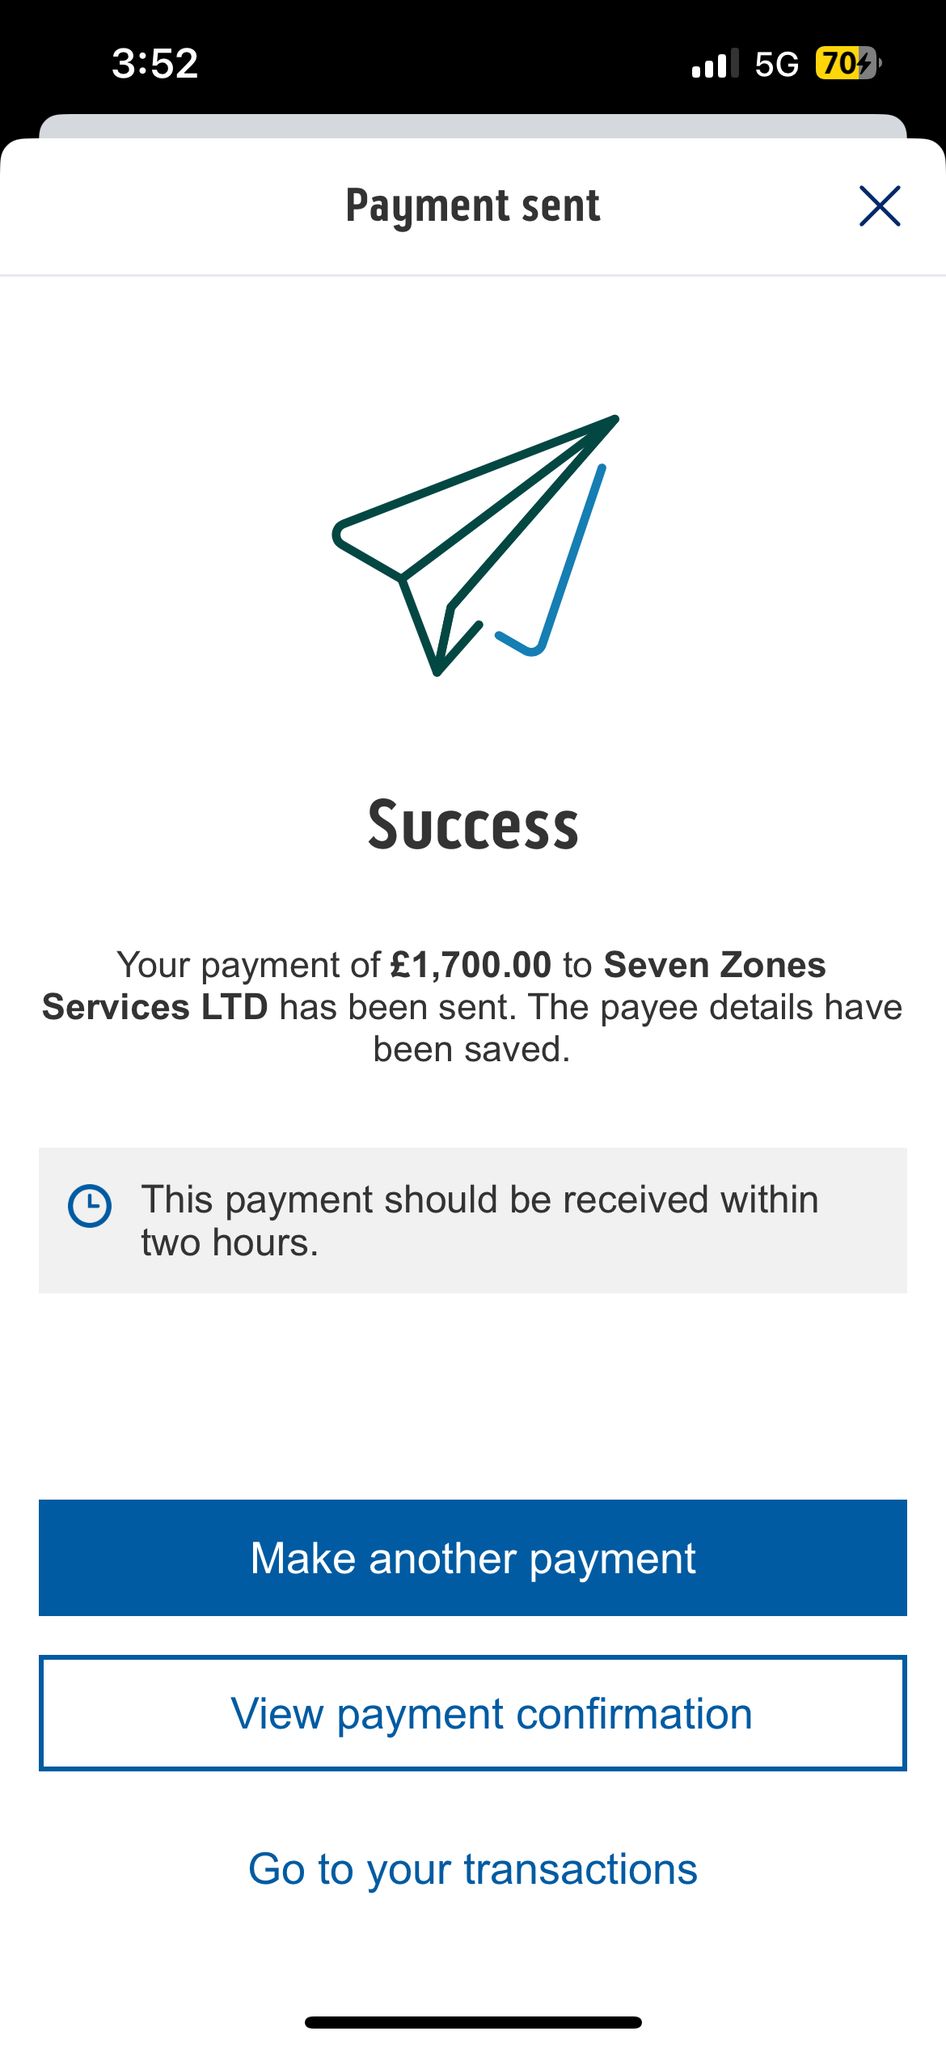 3:52
5G
70
Payment sent
Success
Your payment of £1,700.00 to Seven Zones
Services LTD has been sent. The payee details have
been saved.
This payment should be received within
two hours.
Make another payment
View payment confirmation
Go to your transactions